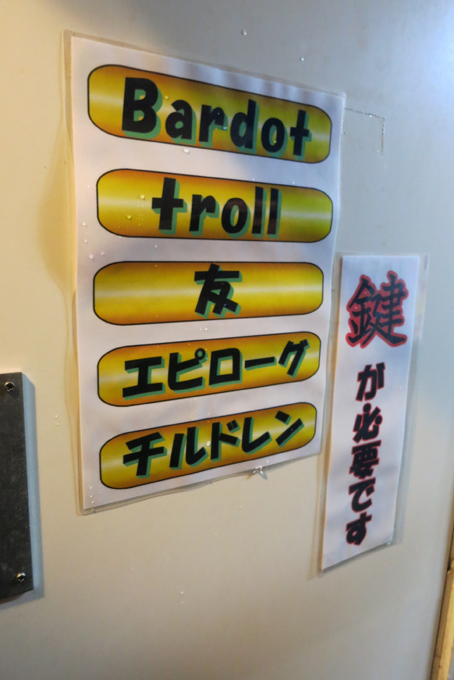 Bardot
troll
友
エピローグ
チルドレン
鍵が必要です